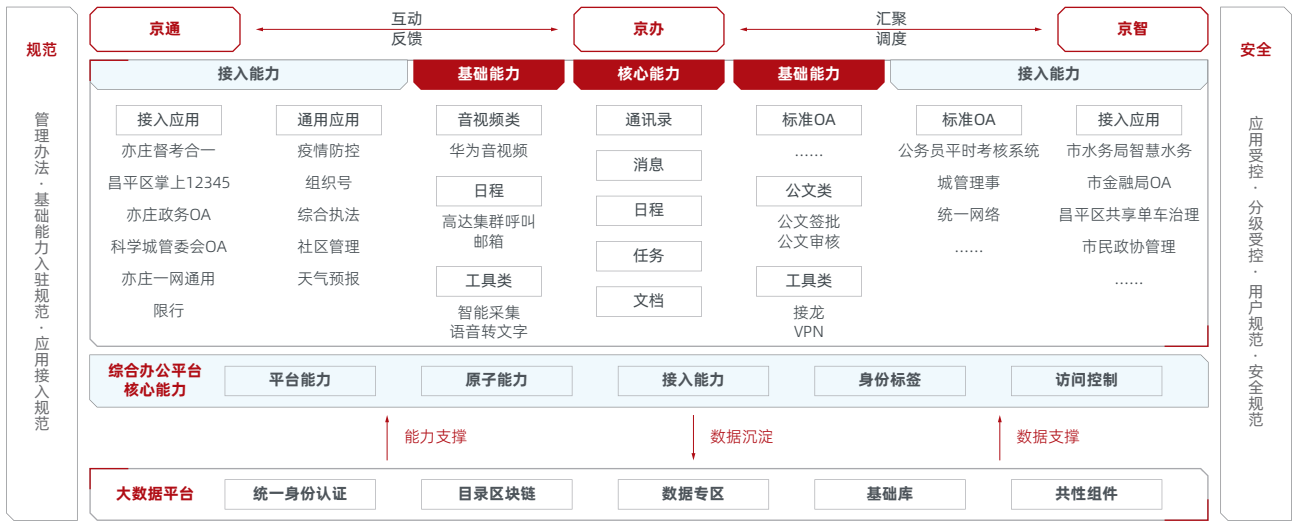 规范
管理办法·基础能力入驻规范·应用接入规范
京通
互动
反馈
京办
汇聚
调度
京智
接入能力
基础能力
核心能力
基础能力
接入能力
接入应用
亦庄督考合一
昌平区掌上12345
亦庄政务OA
科学城管委会OA
亦庄一网通用
限行
通用应用
疫情防控
组织号
综合执法
社区管理
天气预报
音视频类
华为音视频
日程
高达集群呼叫
邮箱
工具类
智能采集
语音转文字
通讯录
消息
日程
任务
文档
标准OA
......
公文类
公文签批
公文审核
工具类
接龙
VPN
标准OA
公务员平时考核系统
城管理事
统一网络
......
接入应用
市水务局智慧水务
市金融局OA
昌平区共享单车治理
市民政协管理
......
综合办公平台
核心能力
平台能力
原子能力
接入能力
身份标签
访问控制
能力支撑
数据沉淀
数据支撑
大数据平台
统一身份认证
目录区块链
数据专区
基础库
共性组件
安全
应用受控·分级受控·用户规范·安全规范